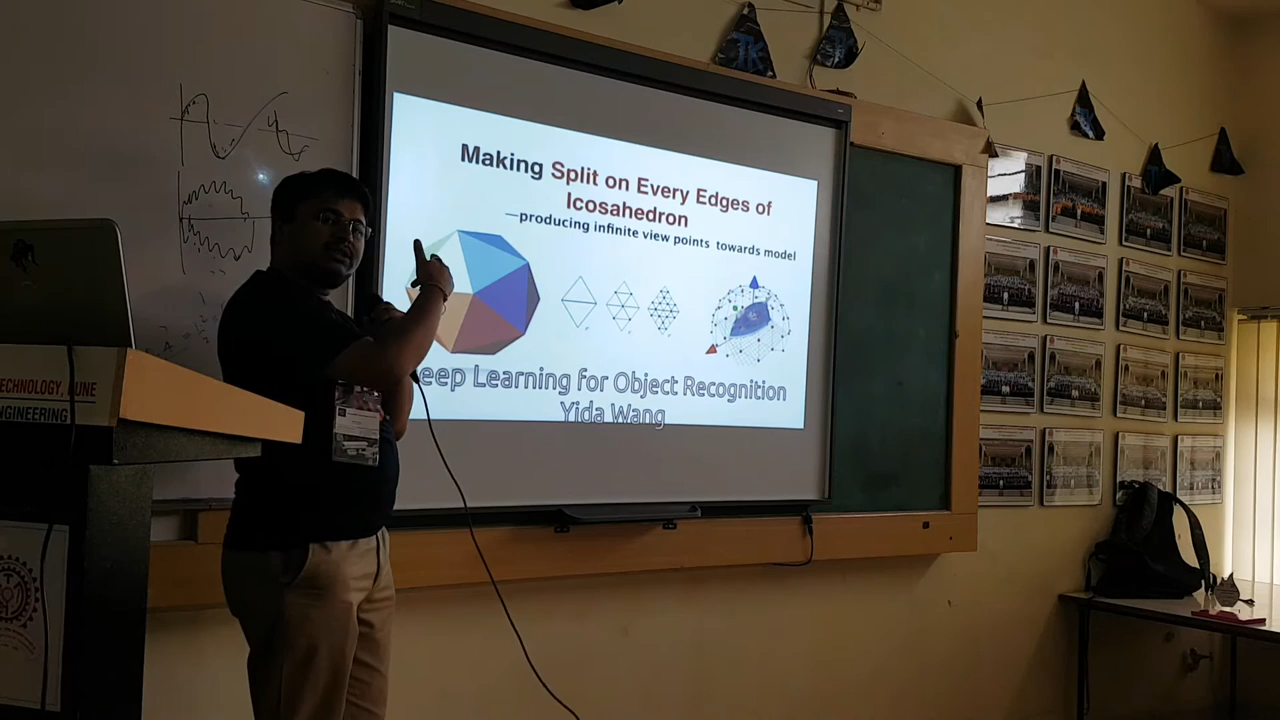 Making Split on Every Edges of
Icosahedron
—producing infinite view points towards model
eep Learning for Object Recognition
Yida Wang
ECHNOLOGY, PUNE
NGINEERING